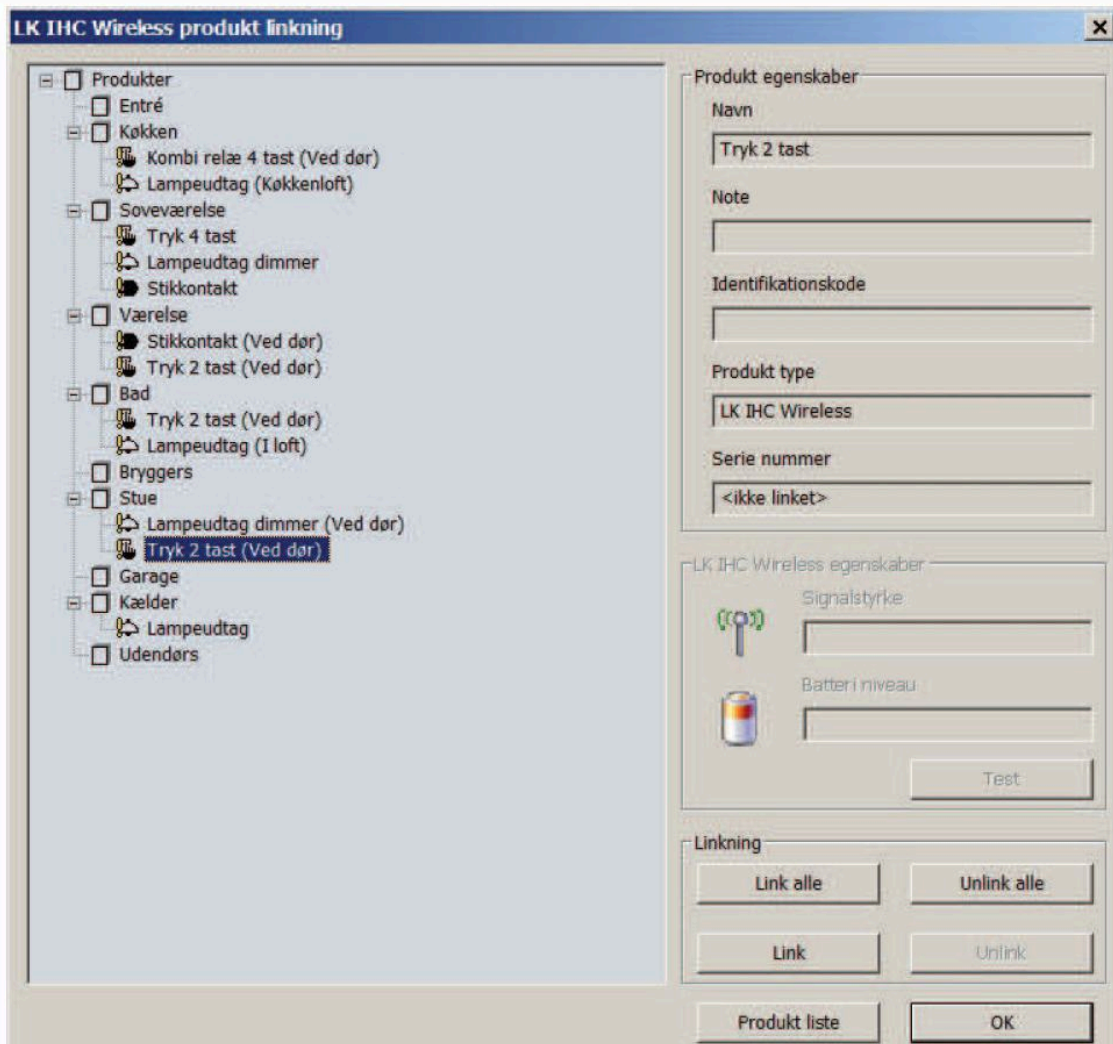 LK IHC Wireless produkt linkning
Produkter
Entré
Køkken
Kombi relæ 4 tast (Ved dør)
Lampeudtag (Køkkenloft)
Soveværelse
Tryk 4 tast
Lampeudtag dimmer
Stikkontakt
Værelse
Stikkontakt (Ved dør)
Tryk 2 tast (Ved dør)
Bad
Tryk 2 tast (Ved dør)
Lampeudtag (I loft)
Bryggers
Stue
Lampeudtag dimmer (Ved dør)
Tryk 2 tast (Ved dør)
Garage
Kælder
Lampeudtag
Udendørs
Produkt egenskaber
Navn
Tryk 2 tast
Note
Identifikationskode
Produkt type
LK IHC Wireless
Serie nummer
<ikke linket>
LK IHC Wireless egenskaber
Signalstyrke
Batteri niveau
Test
Linkning
Link alle
Unlink alle
Link
Unlink
Produkt liste
OK